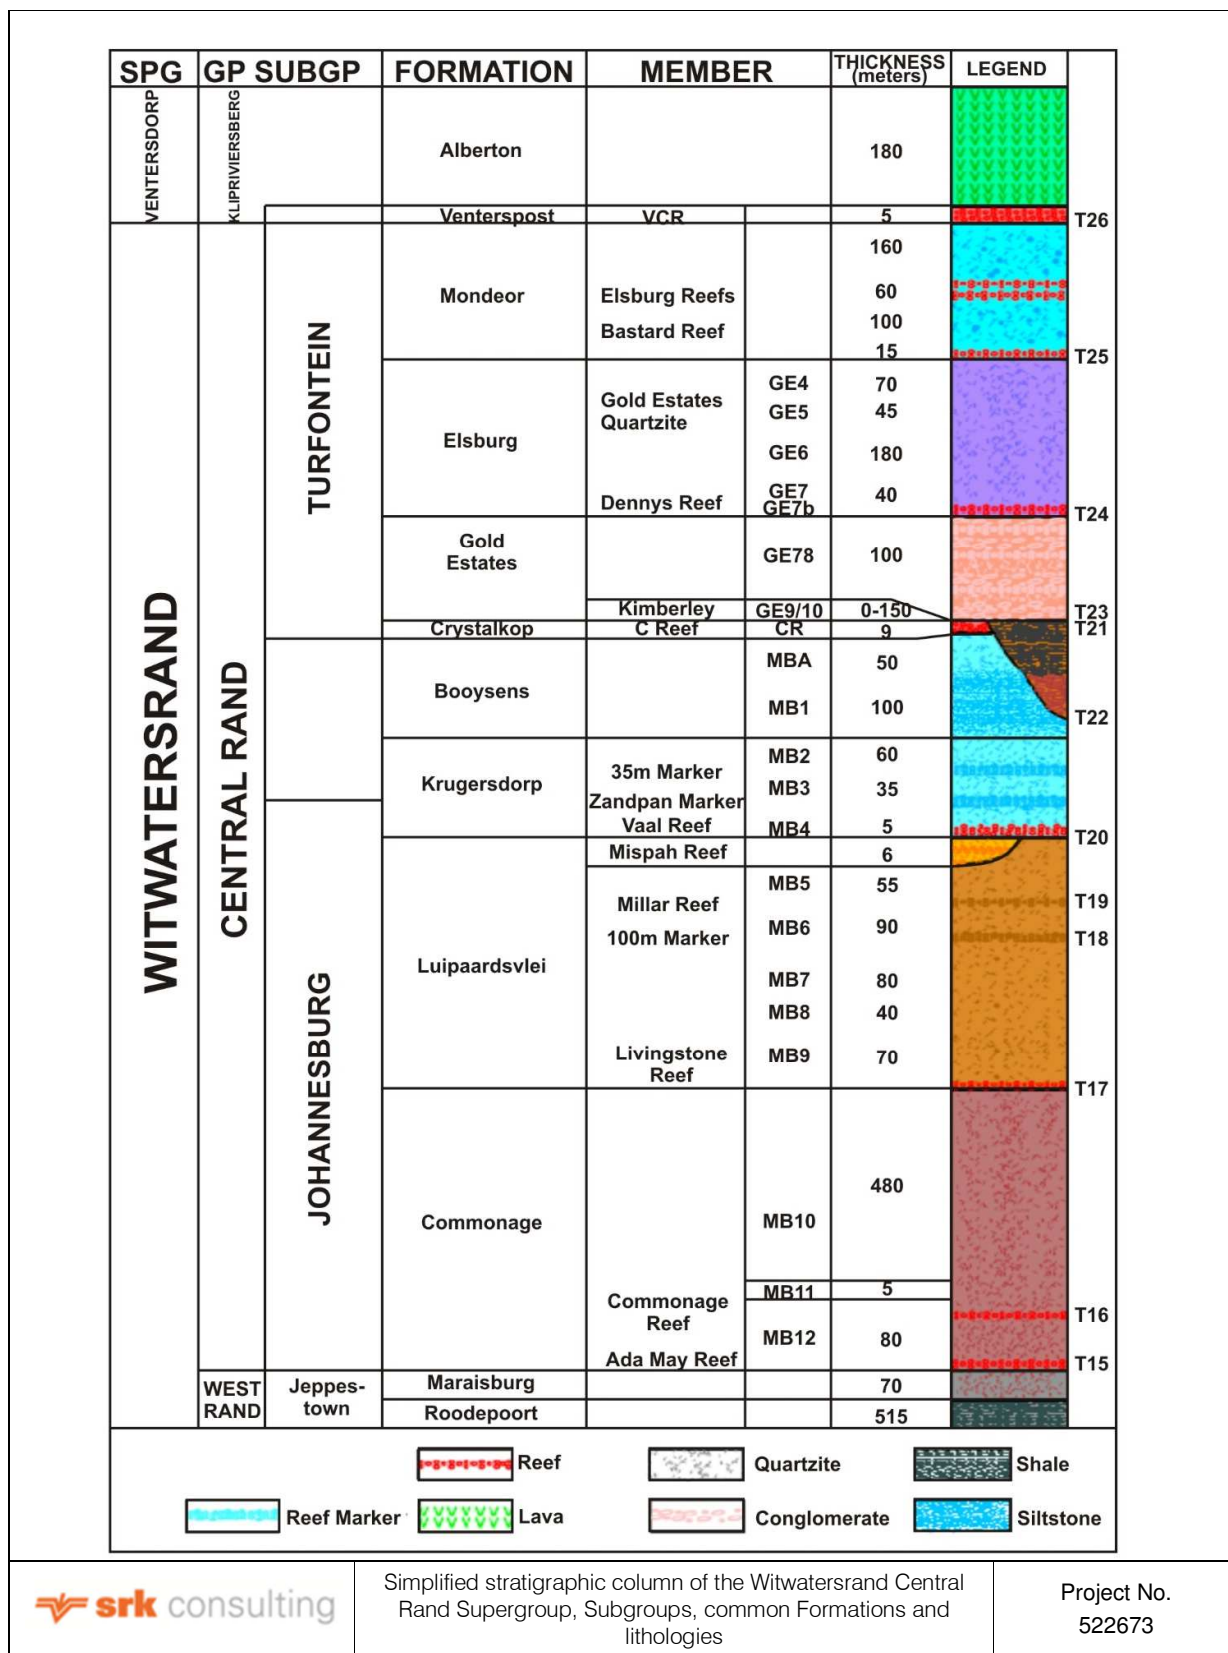 SPG GP SUBGP FORMATION MEMBER THICKNESS (meters) LEGEND
VENTERSDORP
KLIPRIVIERSBERG
Alberton 180
Venterspost VCR 5 T26
WITWATERSRAND
CENTRAL RAND
TURFONTEIN
160
Mondeor Elsburg Reefs 60
Bastard Reef 100
15 T25
GE4 70
Gold Estates
Quartzite
GE5 45
Elsburg
GE6 180
Dennys Reef GE7 40
GE7b T24
Gold
Estates
GE78 100
Kimberley GE9/10 0-150 T23
Crystalkop C Reef CR 9 T21
MBA 50
Booysens
MB1 100 T22
MB2 60
35m Marker
Krugersdorp MB3 35
Zandpan Marker
Vaal Reef MB4 5 T20
JOHANNESBURG
Mispah Reef 6
MB5 55
Millar Reef T19
MB6 90
100m Marker T18
Luipaardsvlei
MB7 80
MB8 40
Livingstone
Reef
MB9 70
T17
480
Commonage MB10
MB11 5
Commonage
Reef
T16
MB12 80
Ada May Reef T15
WEST
RAND
Jeppes-
town
Maraisburg 70
Roodepoort 515
Reef Quartzite Shale
Reef Marker Lava Conglomerate Siltstone
srk consulting
Simplified stratigraphic column of the Witwatersrand Central
Rand Supergroup, Subgroups, common Formations and
lithologies
Project No.
522673